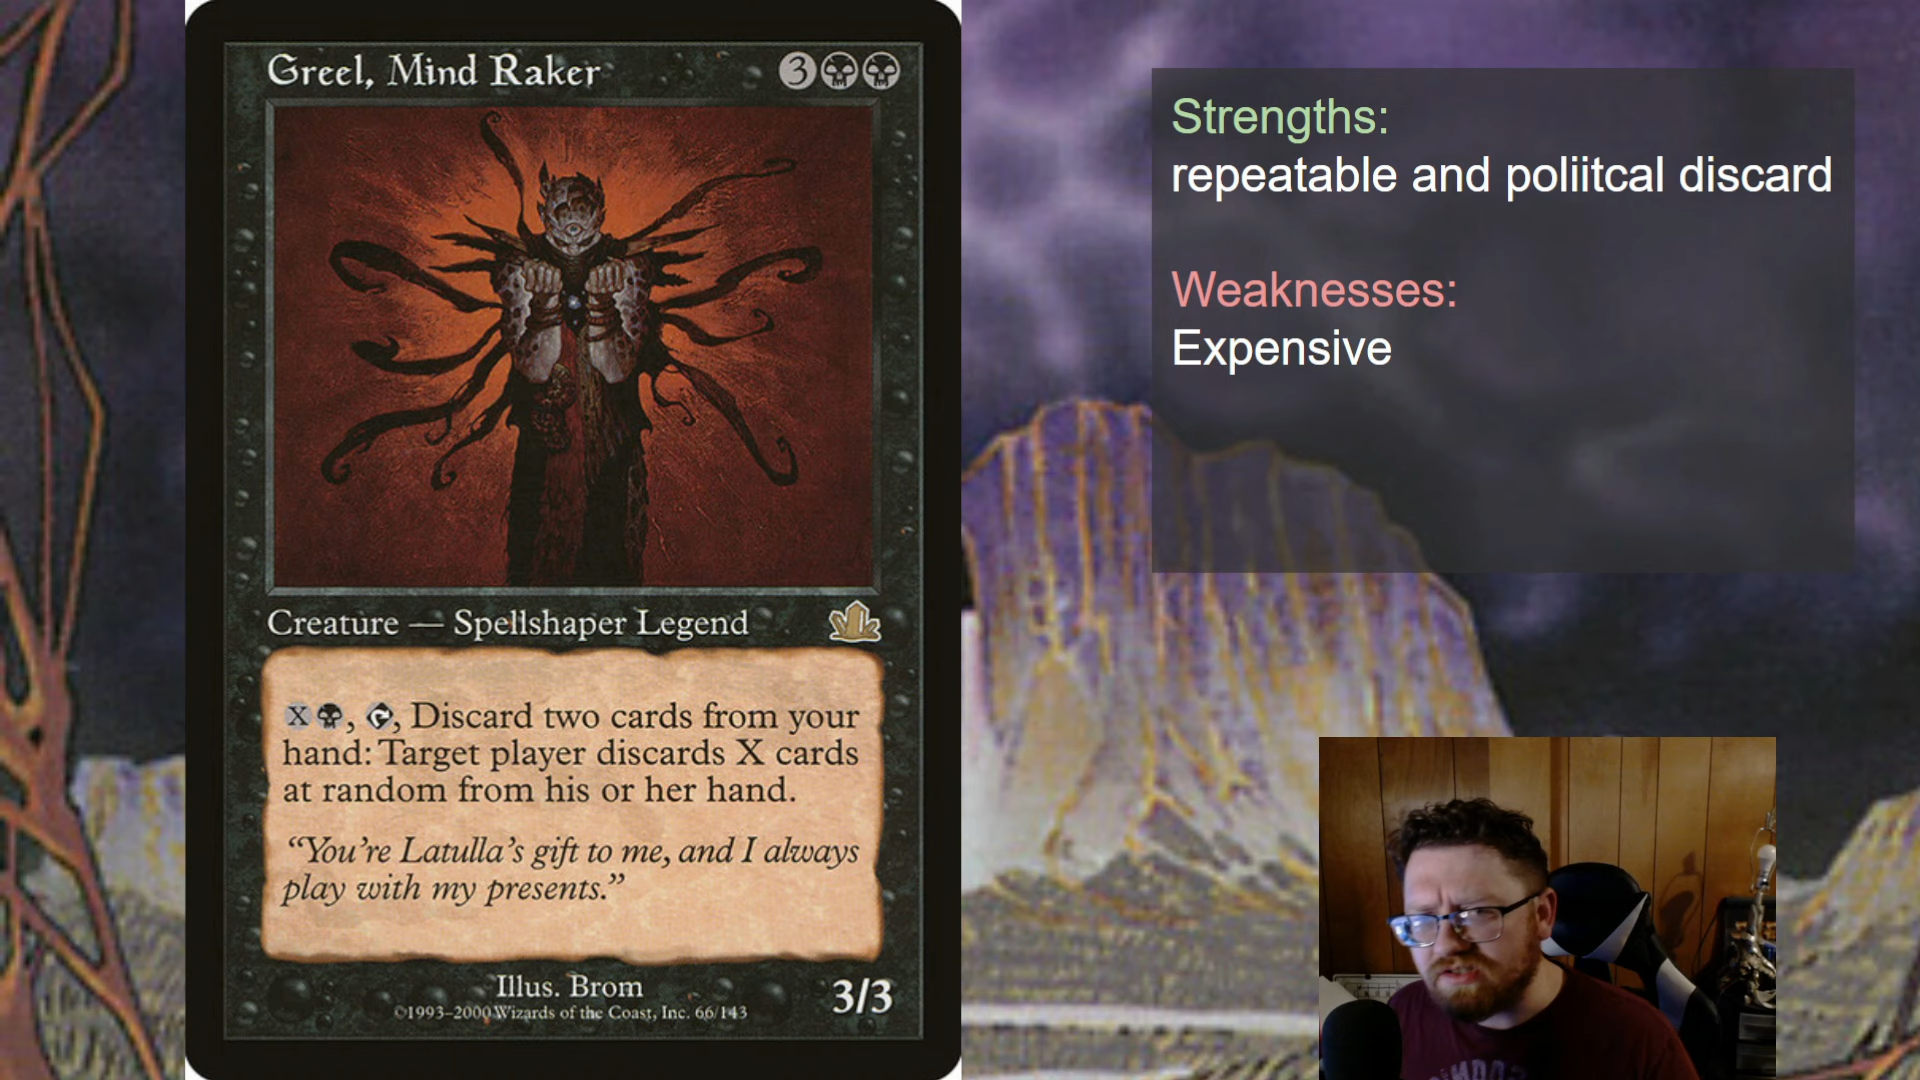 Greel, Mind Raker
3
Creature — Spellshaper Legend
X , , Discard two cards from your
hand: Target player discards X cards
at random from his or her hand.
“You’re Latulla’s gift to me, and I always
play with my presents.”
Illus. Brom
©1993–2000 Wizards of the Coast, Inc. 66/143
3/3
Strengths:
repeatable and poliitcal discard
Weaknesses:
Expensive